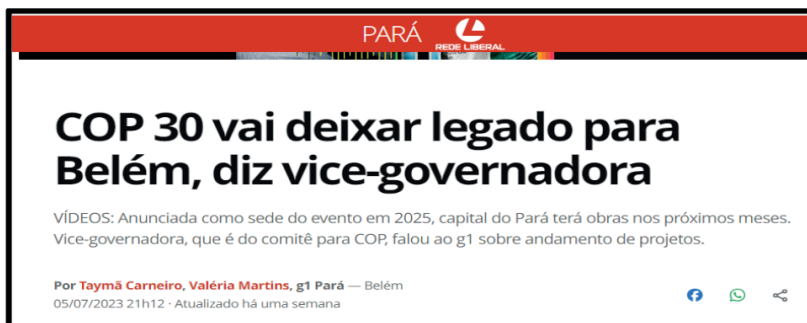 PARÁ
REDE LIBERAL
COP 30 vai deixar legado para
Belém, diz vice-governadora
VÍDEOS: Anunciada como sede do evento em 2025, capital do Pará terá obras nos próximos meses.
Vice-governadora, que é do comitê para COP, falou ao g1 sobre andamento de projetos.
Por Taymã Carneiro, Valéria Martins, g1 Pará — Belém
05/07/2023 21h12 · Atualizado há uma semana